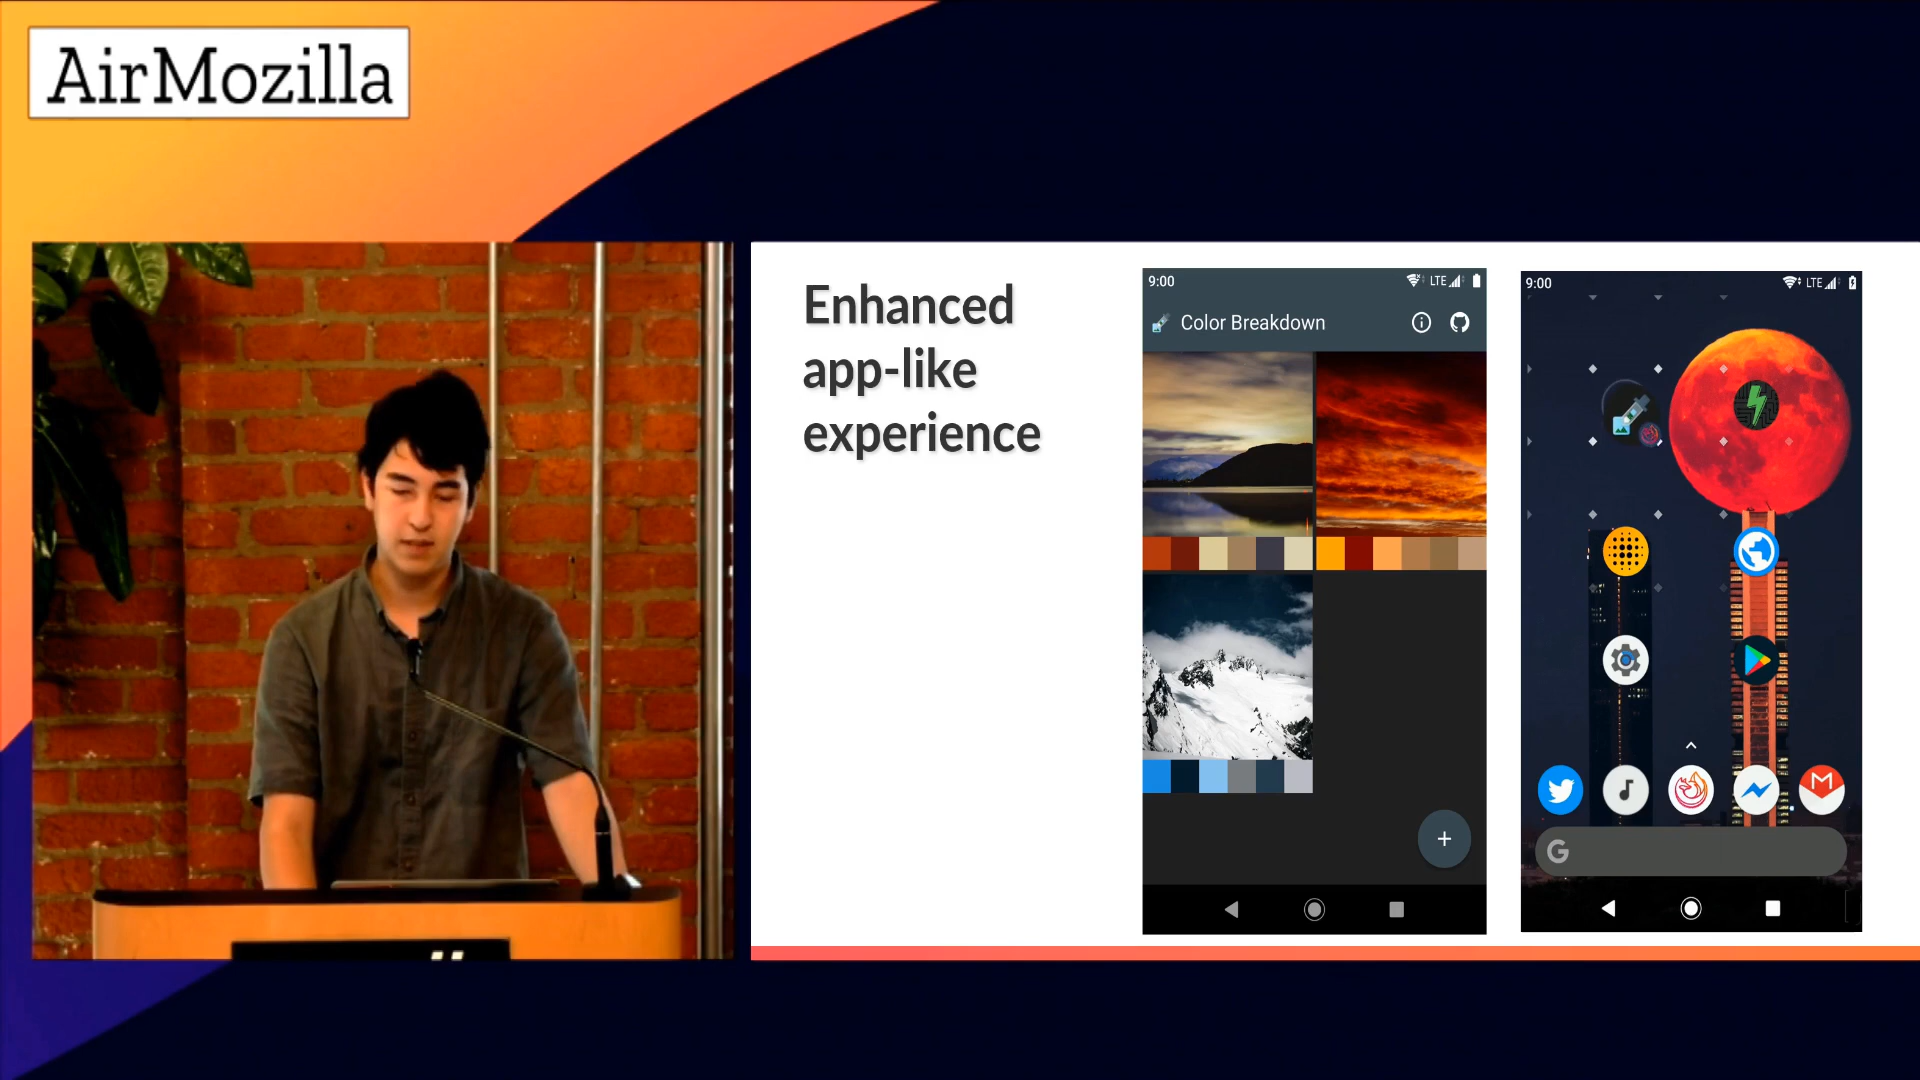 AirMozilla
Enhanced
app-like
experience
9:00
LTE
Color Breakdown
9:00
LTE